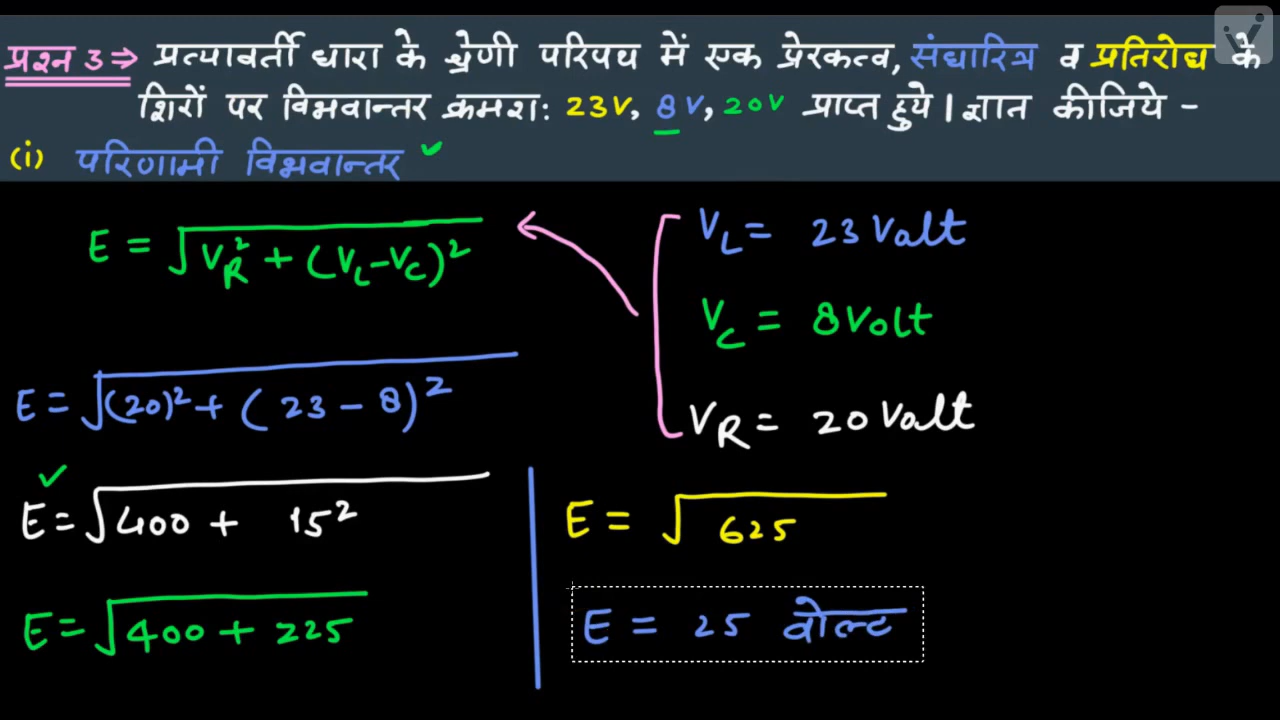 प्रश्न 3⇒ प्रत्यावर्ती धारा के श्रेणी परिपथ में एक प्रेरकत्व, संधारित्र व प्रतिरोध के
शिरों पर विभवान्तर क्रमश: 23V, 8V, 20V प्राप्त हुये। ज्ञात कीजिये -
(i) परिणामी विभवान्तर ✓
E = √(V_R² + (V_L - V_C)²)
V_L = 23 Valt
V_C = 8 Volt
V_R = 20 Valt
E = √((20)² + (23 - 8)²)
✓
E = √(400 + 15²)
E = √(400 + 225)
E = √625
E = 25 वोल्ट